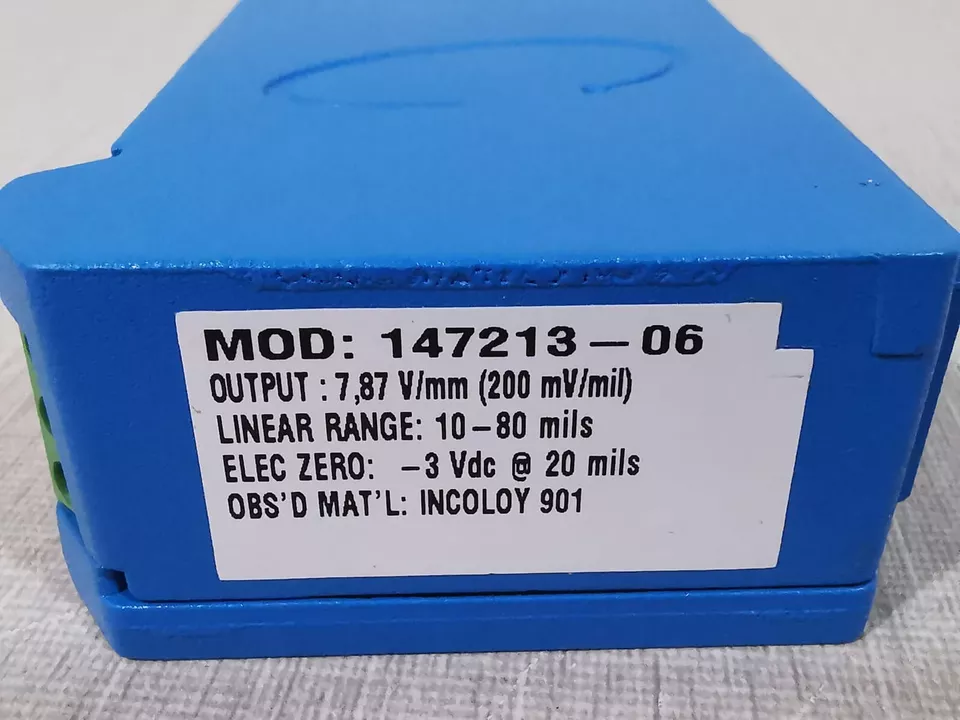 MOD: 147213-06
OUTPUT : 7,87 V/mm (200 mV/mil)
LINEAR RANGE: 10-80 mils
ELEC ZERO: -3 Vdc @ 20 mils
OBS'D MAT'L: INCOLOY 901